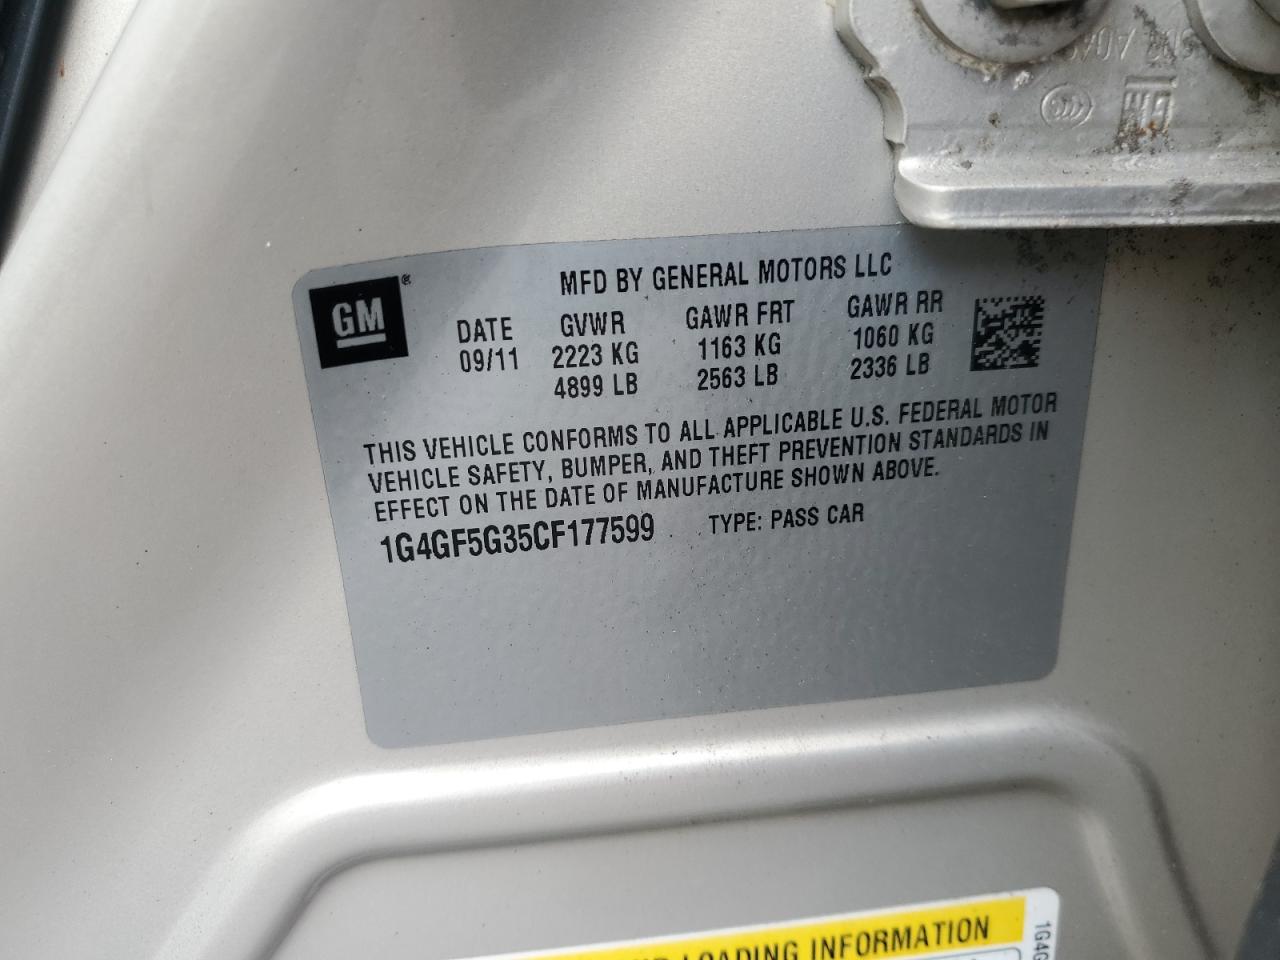 GM
GM ®
MFD BY GENERAL MOTORS LLC
DATE GVWR GAWR FRT GAWR RR
09/11 2223 KG 1163 KG 1060 KG
4899 LB 2563 LB 2336 LB
THIS VEHICLE CONFORMS TO ALL APPLICABLE U.S. FEDERAL MOTOR
VEHICLE SAFETY, BUMPER, AND THEFT PREVENTION STANDARDS IN
EFFECT ON THE DATE OF MANUFACTURE SHOWN ABOVE.
1G4GF5G35CF177599 TYPE: PASS CAR
LOADING INFORMATION
1G4G